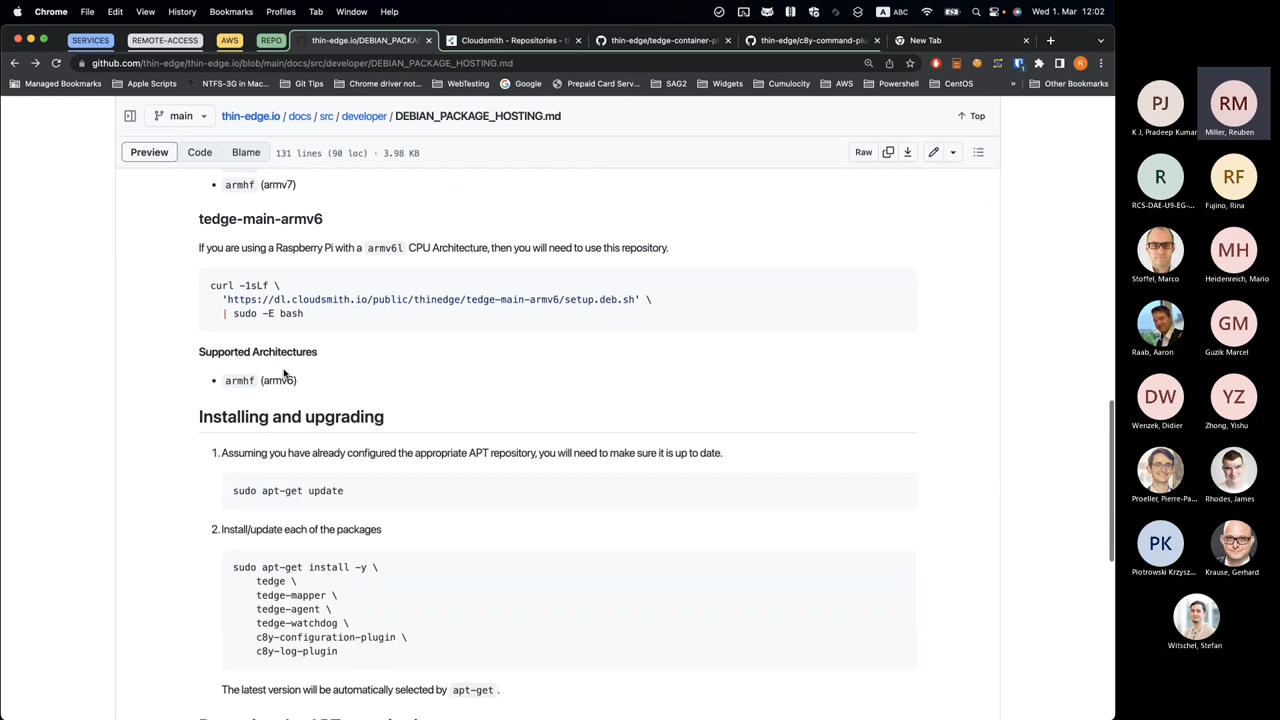 Chrome File Edit View History Bookmarks Profiles Tab Window Help
A ABC Wed 1. Mar 12:02
SERVICES REMOTE-ACCESS AWS REPO thin-edge.io/DEBIAN_PACKA Cloudsmith - Repositories - th thin-edge/tedge-container-pl thin-edge/c8y-command-plu New Tab
github.com/thin-edge/thin-edge.io/blob/main/docs/src/developer/DEBIAN_PACKAGE_HOSTING.md
Managed Bookmarks Apple Scripts NTFS-3G in Mac... Git Tips Chrome driver not... WebEx Testing Google Prepaid Card Serv... SAG2 Widgets Cumulocity AWS Powershell CentOS » Other Bookmarks
main thin-edge.io / docs / src / developer / DEBIAN_PACKAGE_HOSTING.md Top
Preview Code Blame 131 lines (90 loc) · 3.98 KB Raw
• armhf (armv7)
tedge-main-armv6
If you are using a Raspberry Pi with a armv6l CPU Architecture, then you will need to use this repository.
curl -1sLf \
'https://dl.cloudsmith.io/public/thinedge/tedge-main-armv6/setup.deb.sh' \
| sudo -E bash
Supported Architectures
• armhf (armv6)
Installing and upgrading
1. Assuming you have already configured the appropriate APT repository, you will need to make sure it is up to date.
sudo apt-get update
2. Install/update each of the packages
sudo apt-get install -y \
tedge \
tedge-mapper \
tedge-agent \
tedge-watchdog \
c8y-configuration-plugin \
c8y-log-plugin
The latest version will be automatically selected by apt-get .
PJ RM
K J, Pradeep Kumar Miller, Reuben
R RF
RCS-DAE-U9-EG-... Fujino, Rina
MH
Stoffel, Marco Heidenreich, Mario
GM
Raab, Aaron Guzik Marcel
DW YZ
Wenzek, Didier Zhong, Yishu
Proeller, Pierre-Pa... Rhodes, James
PK
Piotrowski Krzysz... Krause, Gerhard
Witschel, Stefan